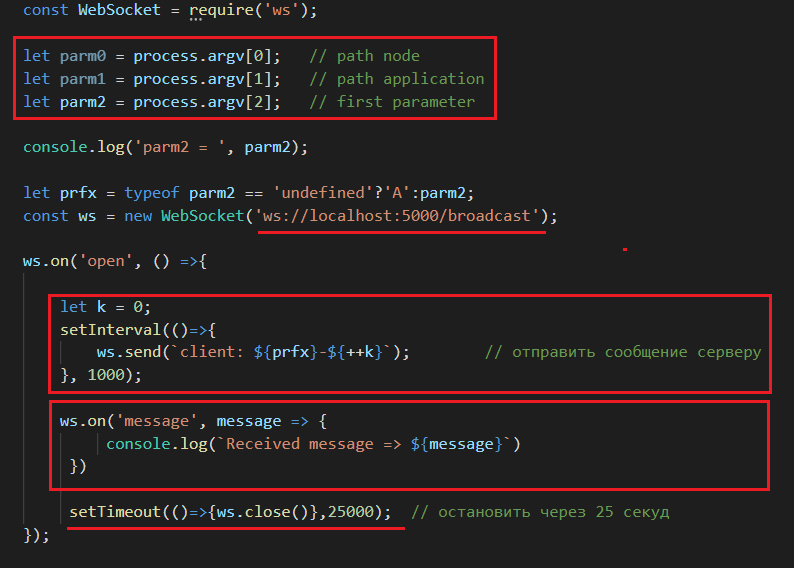 const WebSocket = require('ws');
let parm0 = process.argv[0];   // path node
let parm1 = process.argv[1];   // path application
let parm2 = process.argv[2];   // first parameter
console.log('parm2 = ', parm2);
let prfx = typeof parm2 == 'undefined'?'A':parm2;
const ws = new WebSocket('ws://localhost:5000/broadcast');
ws.on('open', () =>{
let k = 0;
setInterval(()=>{
ws.send(`client: ${prfx}-${++k}`);        // отправить сообщение серверу
}, 1000);
ws.on('message', message => {
console.log(`Received message => ${message}`)
})
setTimeout(()=>{ws.close()},25000);  // остановить через 25 секуд
});